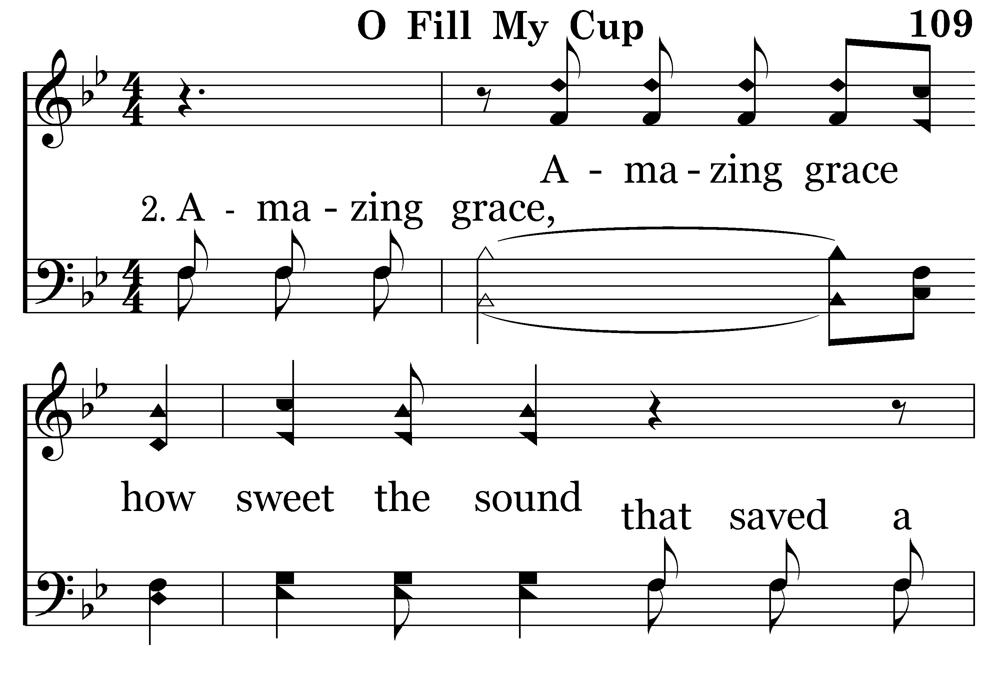 O Fill My Cup 109
A - ma - zing grace
2. A - ma - zing grace,
how sweet the sound
that saved a